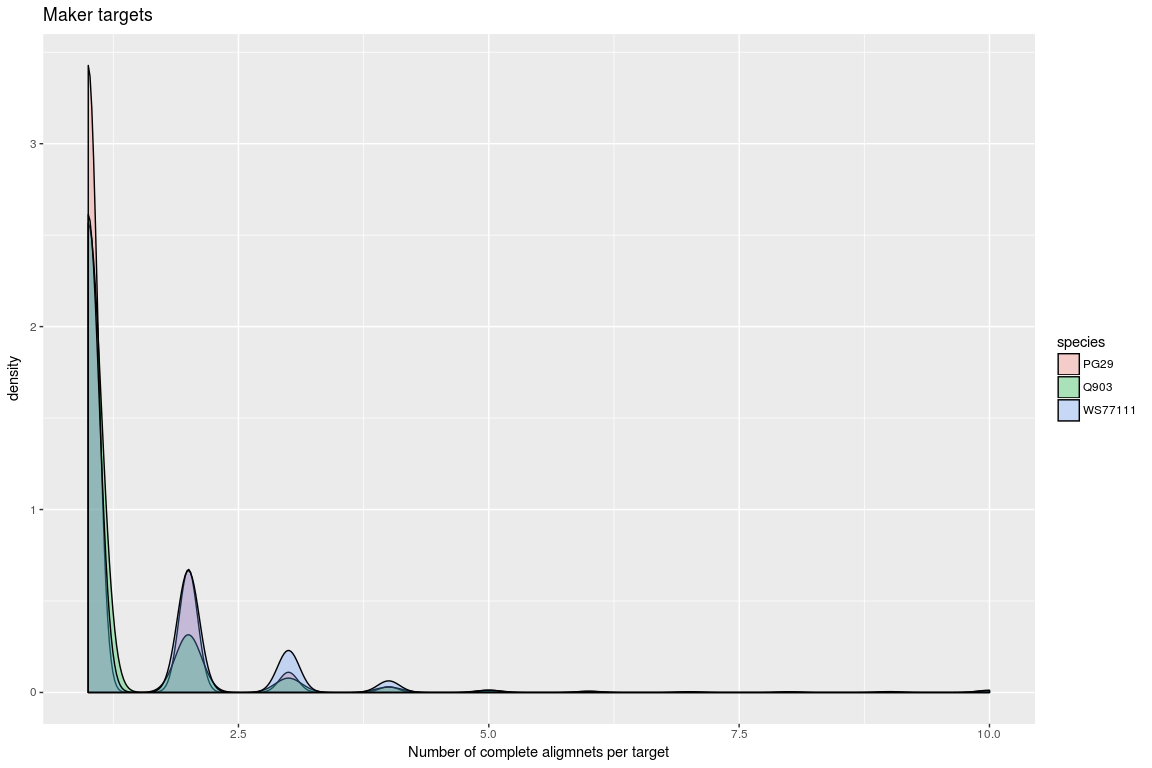 Maker targets
density
3
2
1
0
2.5
5.0
7.5
10.0
Number of complete aligmnets per target
species
PG29
Q903
WS77111